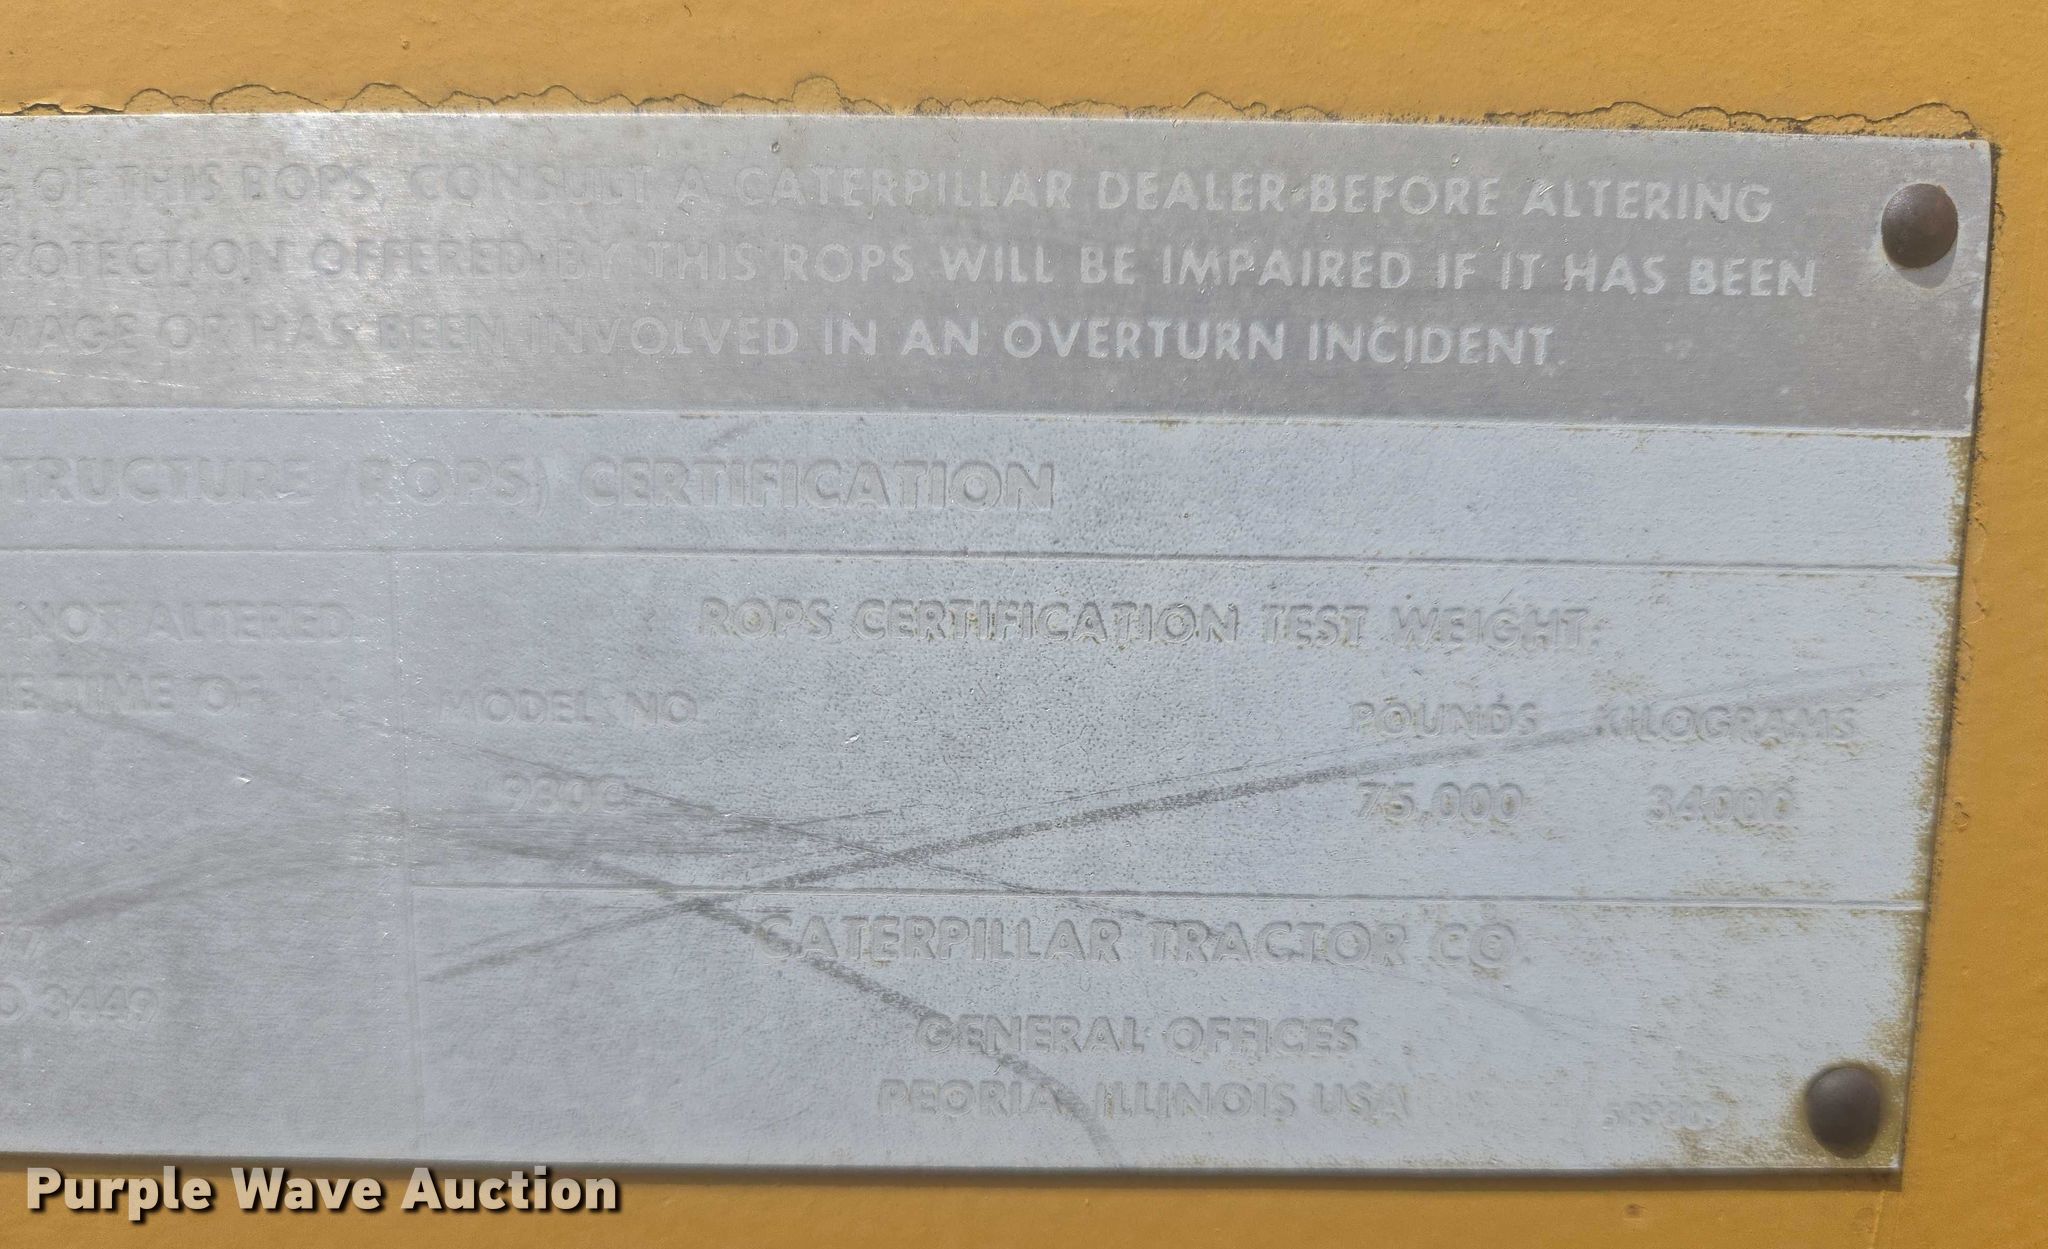 OF THIS ROPS, CONSULT A CATERPILLAR DEALER BEFORE ALTERING
ROTECTION OFFERED BY THIS ROPS WILL BE IMPAIRED IF IT HAS BEEN
MAGE OR HAS BEEN INVOLVED IN AN OVERTURN INCIDENT
TRUCTURE (ROPS) CERTIFICATION
NOT ALTERED.
TIME OF IN-
ROPS CERTIFICATION TEST WEIGHT:
MODEL NO POUNDS KILOGRAMS
75,000 34000
O 3449
CATERPILLAR TRACTOR CO.
GENERAL OFFICES
PEORIA, ILLINOIS USA
Purple Wave Auction